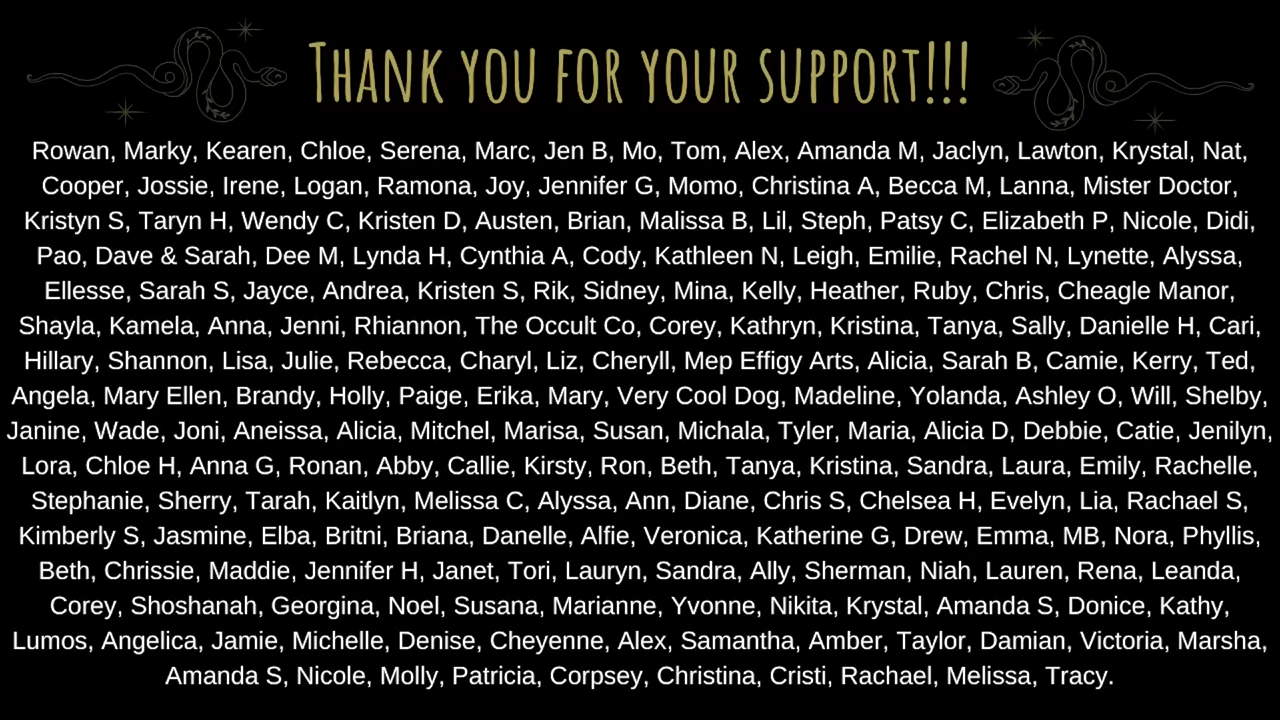 Thank you for your support!!!
Rowan, Marky, Kearen, Chloe, Serena, Marc, Jen B, Mo, Tom, Alex, Amanda M, Jaclyn, Lawton, Krystal, Nat,
Cooper, Jossie, Irene, Logan, Ramona, Joy, Jennifer G, Momo, Christina A, Becca M, Lanna, Mister Doctor,
Kristyn S, Taryn H, Wendy C, Kristen D, Austen, Brian, Malissa B, Lil, Steph, Patsy C, Elizabeth P, Nicole, Didi,
Pao, Dave & Sarah, Dee M, Lynda H, Cynthia A, Cody, Kathleen N, Leigh, Emilie, Rachel N, Lynette, Alyssa,
Ellesse, Sarah S, Jayce, Andrea, Kristen S, Rik, Sidney, Mina, Kelly, Heather, Ruby, Chris, Cheagle Manor,
Shayla, Kamela, Anna, Jenni, Rhiannon, The Occult Co, Corey, Kathryn, Kristina, Tanya, Sally, Danielle H, Cari,
Hillary, Shannon, Lisa, Julie, Rebecca, Charyl, Liz, Cheryll, Mep Effigy Arts, Alicia, Sarah B, Camie, Kerry, Ted,
Angela, Mary Ellen, Brandy, Holly, Paige, Erika, Mary, Very Cool Dog, Madeline, Yolanda, Ashley O, Will, Shelby,
Janine, Wade, Joni, Aneissa, Alicia, Mitchel, Marisa, Susan, Michala, Tyler, Maria, Alicia D, Debbie, Catie, Jenilyn,
Lora, Chloe H, Anna G, Ronan, Abby, Callie, Kirsty, Ron, Beth, Tanya, Kristina, Sandra, Laura, Emily, Rachelle,
Stephanie, Sherry, Tarah, Kaitlyn, Melissa C, Alyssa, Ann, Diane, Chris S, Chelsea H, Evelyn, Lia, Rachael S,
Kimberly S, Jasmine, Elba, Britni, Briana, Danelle, Alfie, Veronica, Katherine G, Drew, Emma, MB, Nora, Phyllis,
Beth, Chrissie, Maddie, Jennifer H, Janet, Tori, Lauryn, Sandra, Ally, Sherman, Niah, Lauren, Rena, Leanda,
Corey, Shoshanah, Georgina, Noel, Susana, Marianne, Yvonne, Nikita, Krystal, Amanda S, Donice, Kathy,
Lumos, Angelica, Jamie, Michelle, Denise, Cheyenne, Alex, Samantha, Amber, Taylor, Damian, Victoria, Marsha,
Amanda S, Nicole, Molly, Patricia, Corpsey, Christina, Cristi, Rachael, Melissa, Tracy.